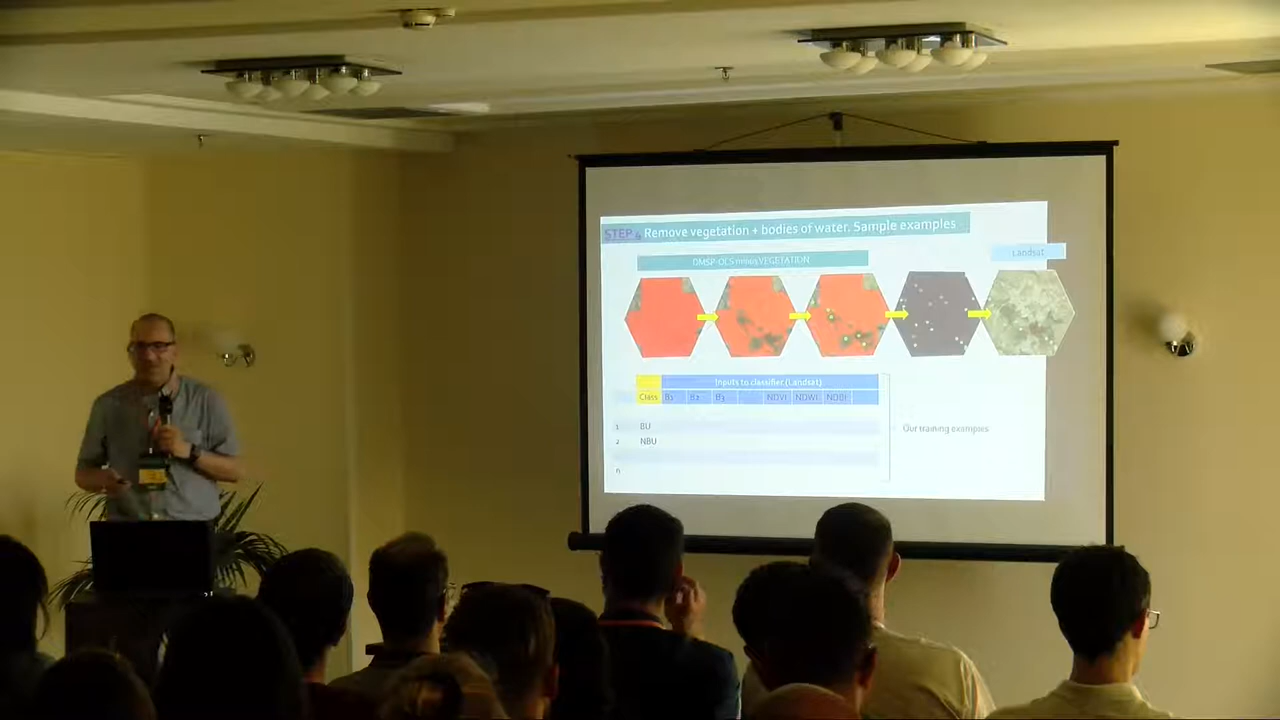 STEP 6 Remove vegetation + bodies of water. Sample examples
DMSP-OLS minus VEGETATION
Landsat
Inputs to classifier (Landsat)
Class B1 B2 B3 NDVI NDWI NDBI
1 BU
2 NBU
n
Our training examples